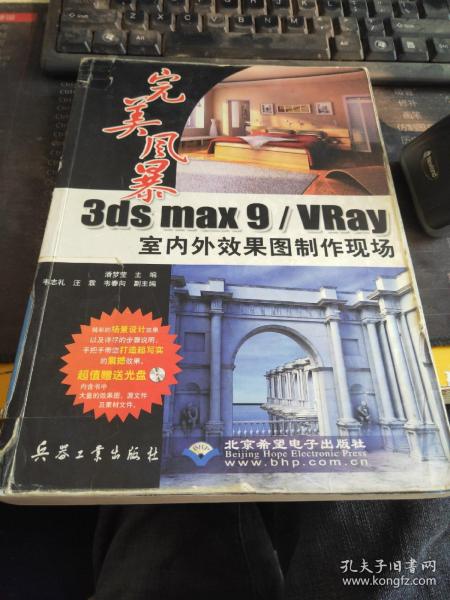 完美风暴
3ds max 9 / VRay
室内外效果图制作现场
潘梦莹 主 编
韦志礼 汪 霖 韦春向 副主编
精彩的场景设计效果
以及详尽的步骤说明，
手把手带您打造超写实
的震撼效果。
超值赠送光盘
内含书中
大量的效果图、源文件
及素材文件。
兵器工业出版社
BHP
北京希望电子出版社
Beijing Hope Electronic Press
www.bhp.com.cn
孔夫子旧书网
www.kongfz.com